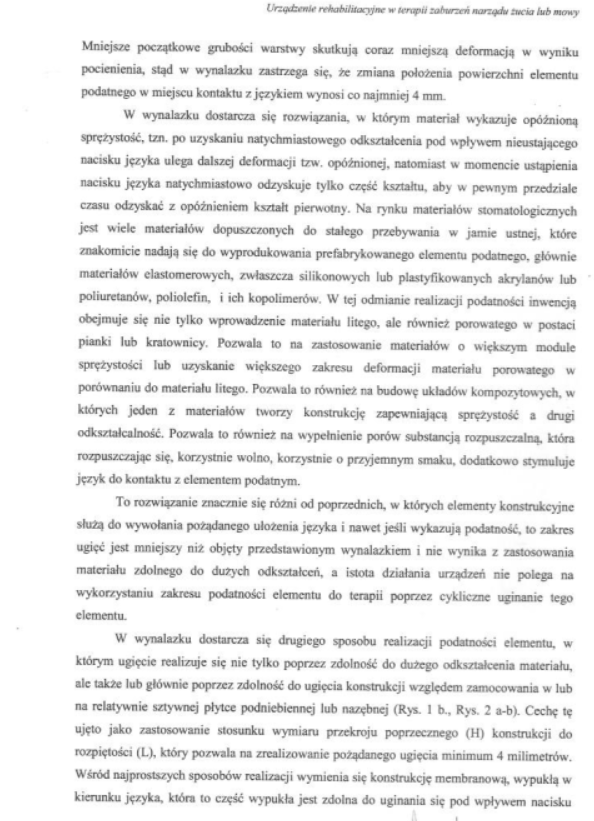 Urządzenie rehabilitacyjne w terapii zaburzeń narządu żucia lub mowy
Mniejsze początkowe grubości warstwy skutkują coraz mniejszą deformacją w wyniku
pocienienia, stąd w wynalazku zastrzega się, że zmiana położenia powierzchni elementu
podatnego w miejscu kontaktu z językiem wynosi co najmniej 4 mm.
W wynalazku dostarcza się rozwiązania, w którym materiał wykazuje opóźnioną
sprężystość, tzn. po uzyskaniu natychmiastowego odkształcenia pod wpływem nieustającego
nacisku języka ulega dalszej deformacji tzw. opóźnionej, natomiast w momencie ustąpienia
nacisku języka natychmiastowo odzyskuje tylko część kształtu, aby w pewnym przedziale
czasu odzyskać z opóźnieniem kształt pierwotny. Na rynku materiałów stomatologicznych
jest wiele materiałów dopuszczonych do stałego przebywania w jamie ustnej, które
znakomicie nadają się do wyprodukowania prefabrykowanego elementu podatnego, głównie
materiałów elastomerowych, zwłaszcza silikonowych lub plastyfikowanych akrylanów lub
poliuretanów, poliolefin, i ich kopolimerów. W tej odmianie realizacji podatności inwencją
obejmuje się nie tylko wprowadzenie materiału litego, ale również porowatego w postaci
pianki lub kratownicy. Pozwala to na zastosowanie materiałów o większym module
sprężystości lub uzyskanie większego zakresu deformacji materiału porowatego w
porównaniu do materiału litego. Pozwala to również na budowę układów kompozytowych, w
których jeden z materiałów tworzy konstrukcję zapewniającą sprężystość a drugi
odkształcalność. Pozwala to również na wypełnienie porów substancją rozpuszczalną, która
rozpuszczając się, korzystnie wolno, korzystnie o przyjemnym smaku, dodatkowo stymuluje
język do kontaktu z elementem podatnym.
To rozwiązanie znacznie się różni od poprzednich, w których elementy konstrukcyjne
służą do wywołania pożądanego ułożenia języka i nawet jeśli wykazują podatność, to zakres
ugięć jest mniejszy niż objęty przedstawionym wynalazkiem i nie wynika z zastosowania
materiału zdolnego do dużych odkształceń, a istota działania urządzeń nie polega na
wykorzystaniu zakresu podatności elementu do terapii poprzez cykliczne uginanie tego
elementu.
W wynalazku dostarcza się drugiego sposobu realizacji podatności elementu, w
którym ugięcie realizuje się nie tylko poprzez zdolność do dużego odkształcenia materiału,
ale także lub głównie poprzez zdolność do ugięcia konstrukcji względem zamocowania w lub
na relatywnie sztywnej płytce podniebiennej lub nazębnej (Rys. 1 b., Rys. 2 a-b). Cechę tę
ujęto jako zastosowanie stosunku wymiaru przekroju poprzecznego (H) konstrukcji do
rozpiętości (L), który pozwala na zrealizowanie pożądanego ugięcia minimum 4 milimetrów.
Wśród najprostszych sposobów realizacji wymienia się konstrukcję membranową, wypukłą w
kierunku języka, która to część wypukła jest zdolna do uginania się pod wpływem nacisku